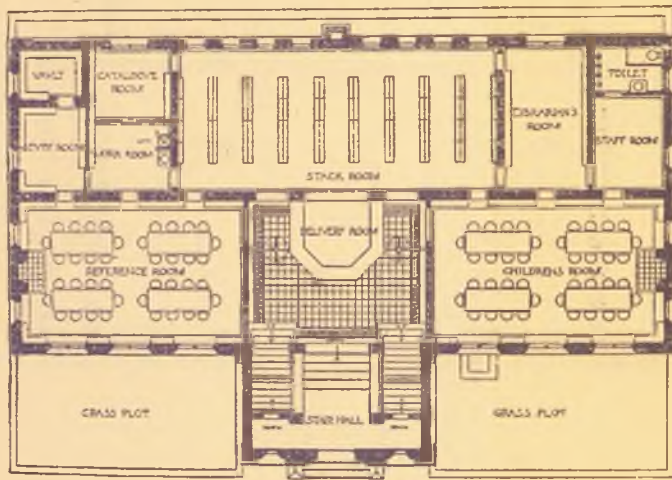 VAULT
CATALOGUE
ROOM
LIBRARIAN'S
ROOM
TOILET
WORK ROOM
STAFF ROOM
STACK ROOM
DELIVERY ROOM
REFERENCE ROOM
CHILDRENS ROOM
GRASS PLOT
STAIR HALL
GRASS PLOT